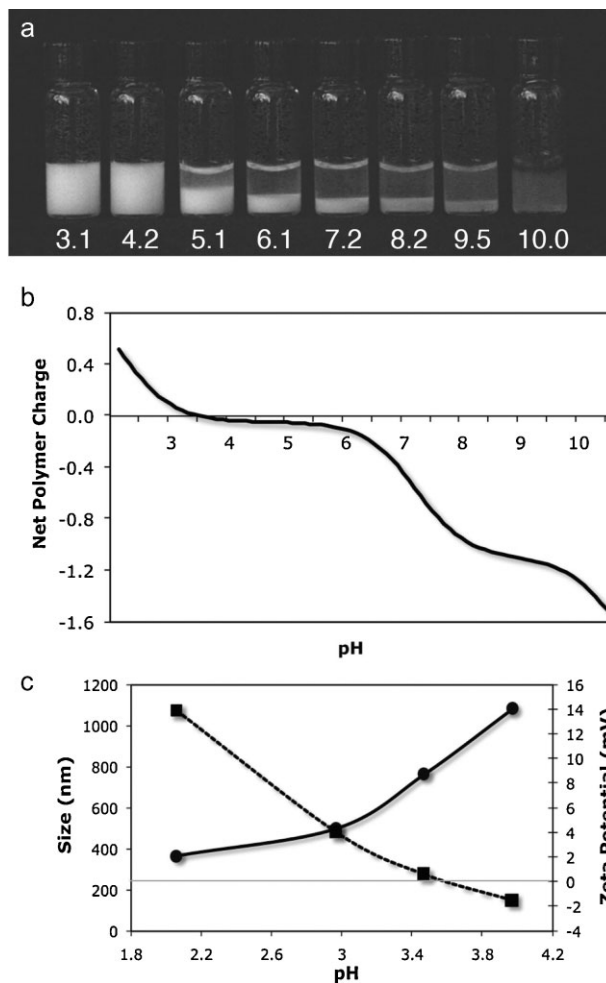 a
3.1 4.2 5.1 6.1 7.2 8.2 9.5 10.0
b
0.8
0.4
0.0
-0.4
-0.8
-1.2
-1.6
3 4 5 6 7 8 9 10
Net Polymer Charge
pH
c
1200
1000
800
600
400
200
0
Size (nm)
16
14
12
10
8
6
4
2
0
-2
-4
Zeta Potential (mV)
1.8 2.2 2.6 3 3.4 3.8 4.2
pH